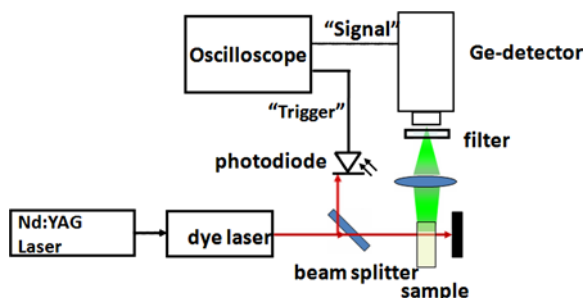 “Signal”
Oscilloscope
Ge-detector
“Trigger”
filter
photodiode
Nd:YAG
Laser
dye laser
beam splitter
sample